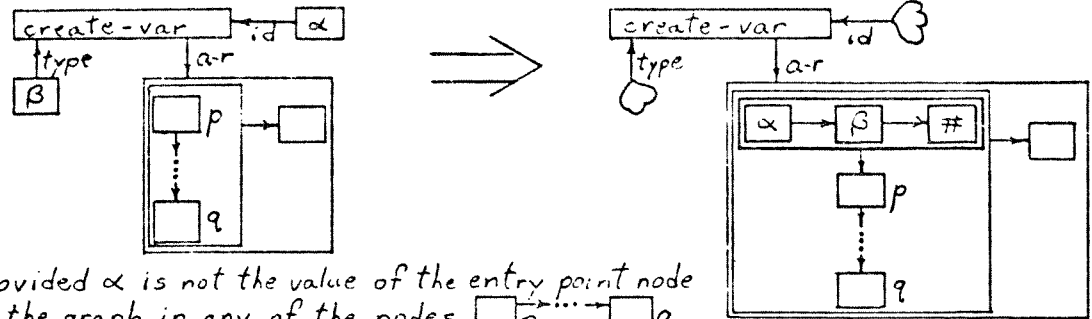 create-var
id
α
type
a-r
β
p
q
create-var
id
type
a-r
α
β
#
p
q
ovided α is not the value of the entry point node
the graph in any of the nodes
q